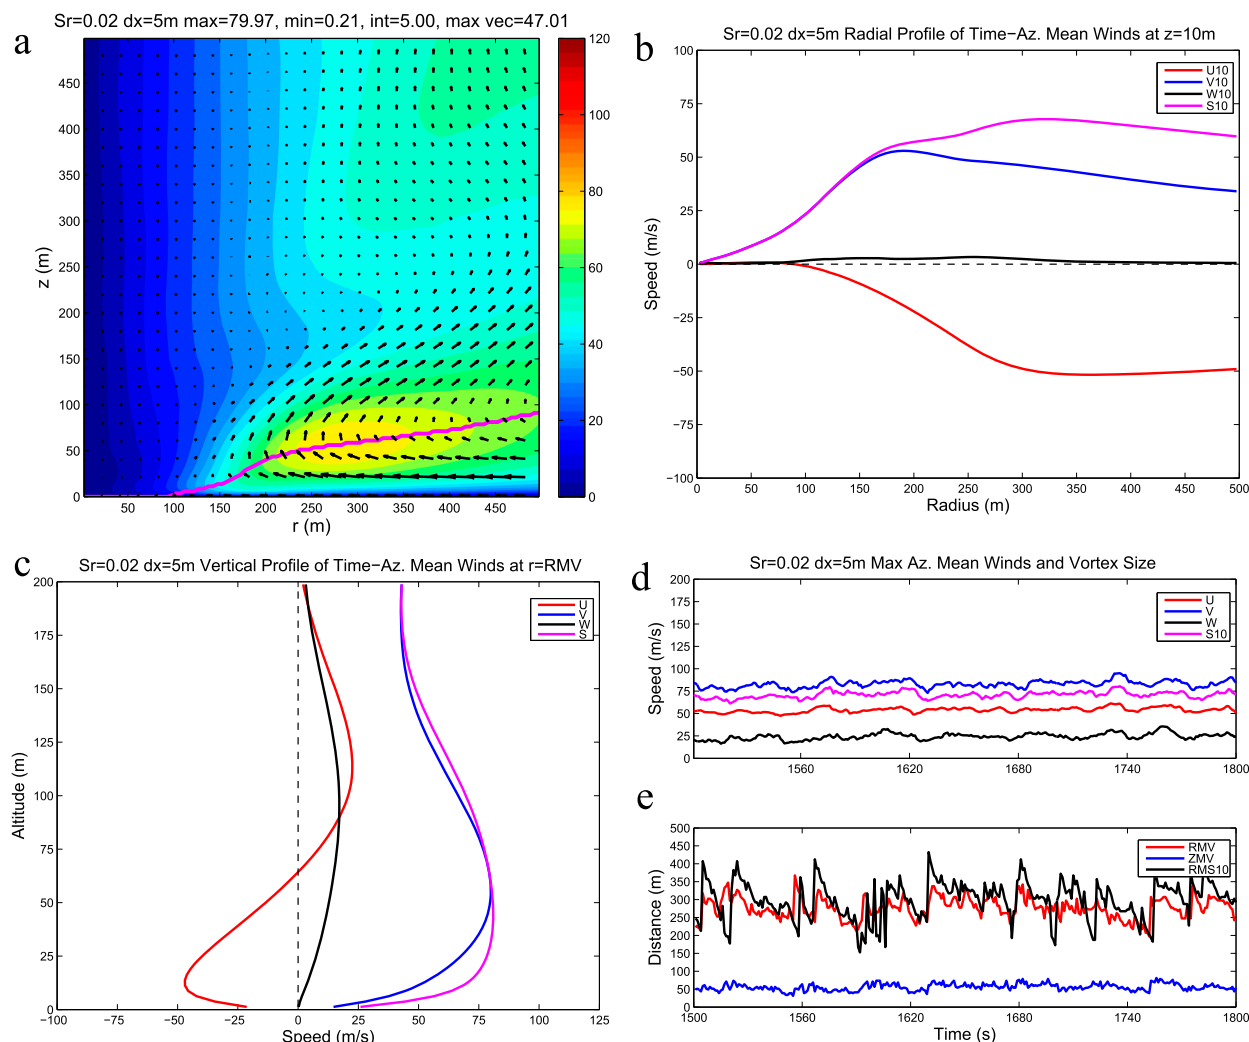 a
Sr=0.02 dx=5m max=79.97, min=0.21, int=5.00, max vec=47.01
z (m)
450
400
350
300
250
200
150
100
50
0
50 100 150 200 250 300 350 400 450
r (m)
120
100
80
60
40
20
0
b
Sr=0.02 dx=5m Radial Profile of Time−Az. Mean Winds at z=10m
Speed (m/s)
100
75
50
25
0
−25
−50
−75
−100
U10
V10
W10
S10
0 50 100 150 200 250 300 350 400 450 500
Radius (m)
c
Sr=0.02 dx=5m Vertical Profile of Time−Az. Mean Winds at r=RMV
Altitude (m)
200
175
150
125
100
75
50
25
0
U
V
W
S
−100 −75 −50 −25 0 25 50 75 100 125
Speed (m/s)
d
Sr=0.02 dx=5m Max Az. Mean Winds and Vortex Size
Speed (m/s)
200
175
150
125
100
75
50
25
0
U
V
W
S10
1560 1620 1680 1740 1800
e
Distance (m)
500
450
400
350
300
250
200
150
100
50
0
RMV
ZMV
RMS10
1500 1560 1620 1680 1740 1800
Time (s)